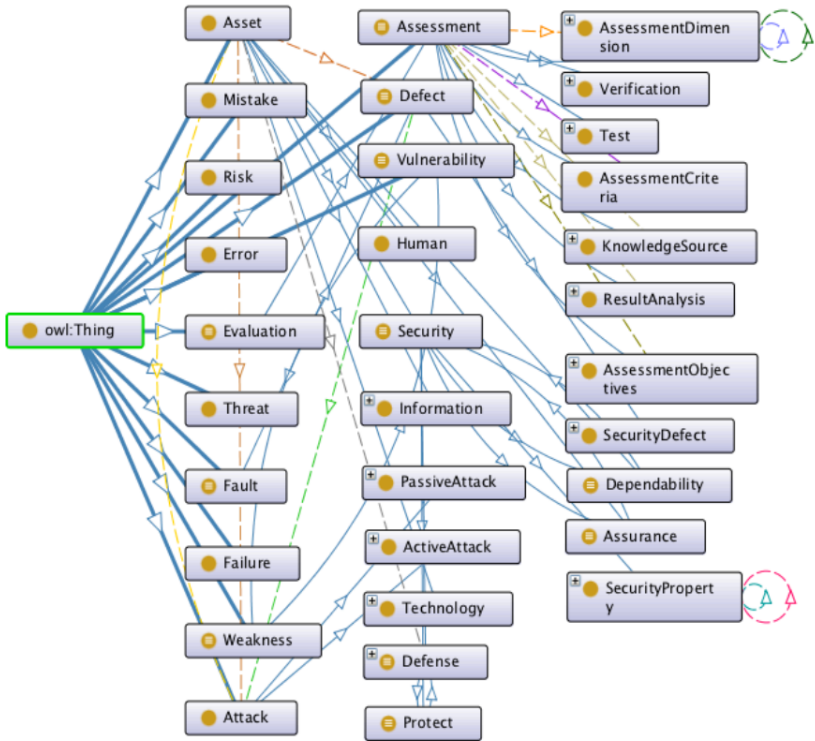 owl:Thing
Asset
Mistake
Risk
Error
Evaluation
Threat
Fault
Failure
Weakness
Attack
Assessment
Defect
Vulnerability
Human
Security
Information
PassiveAttack
ActiveAttack
Technology
Defense
Protect
AssessmentDimen
sion
Verification
Test
AssessmentCrite
ria
KnowledgeSource
ResultAnalysis
AssessmentObjec
tives
SecurityDefect
Dependability
Assurance
SecurityPropert
y